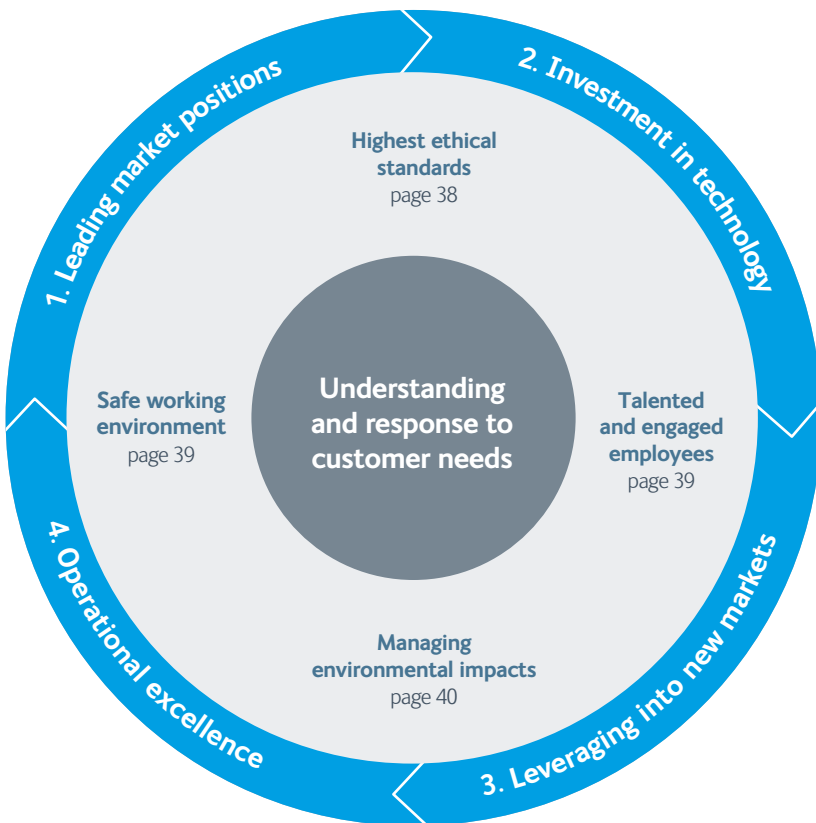 1. Leading market positions
2. Investment in technology
Highest ethical
standards
page 38
Safe working
environment
page 39
Understanding
and response to
customer needs
Talented
and engaged
employees
page 39
Managing
environmental impacts
page 40
3. Leveraging into new markets
4. Operational excellence